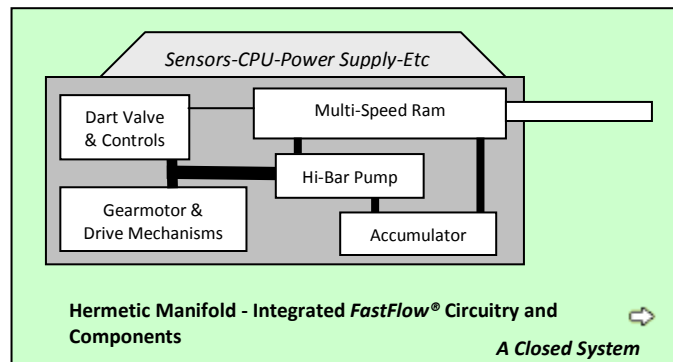 Sensors-CPU-Power Supply-Etc
Dart Valve
& Controls
Multi-Speed Ram
Hi-Bar Pump
Gearmotor &
Drive Mechanisms
Accumulator
Hermetic Manifold - Integrated FastFlow® Circuitry and
Components
A Closed System